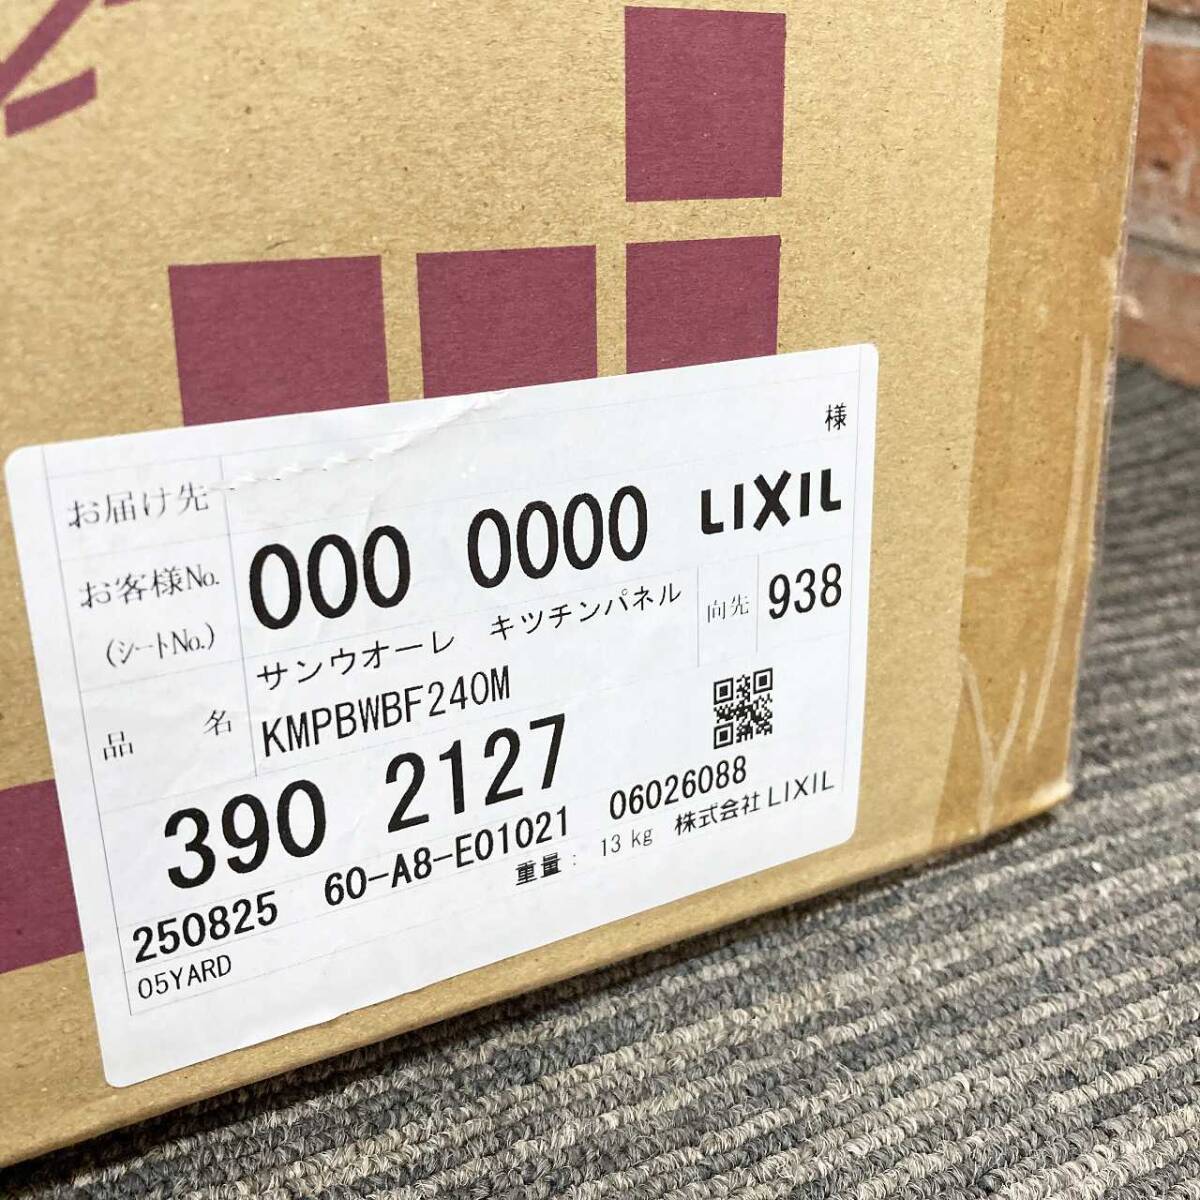 様
お届け先
お客様No.
(シートNo.)
000 0000
LIXIL
サンウオーレ キツチンパネル
向先 938
品 名
KMPBWBF240M
390 2127
250825 60-A8-E01021 06026088
05YARD
重量: 13 kg 株式会社 LIXIL